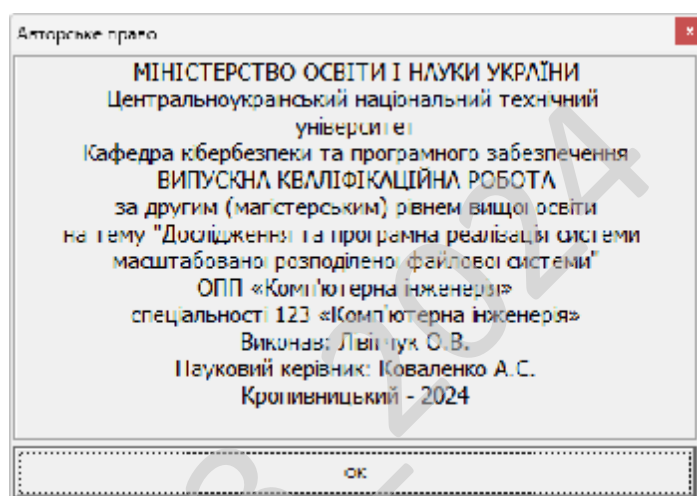 Авторське право
МІНІСТЕРСТВО ОСВІТИ І НАУКИ УКРАЇНИ
Центральноукраїнський національний технічний
університет
Кафедра кібербезпеки та програмного забезпечення
ВИПУСКНА КВАЛІФІКАЦІЙНА РОБОТА
за другим (магістерським) рівнем вищої освіти
на тему "Дослідження та програмна реалізація системи
масштабованої розподіленої файлової системи"
ОПП «Комп'ютерна інженерія»
спеціальності 123 «Комп'ютерна інженерія»
Виконав: О.В.
Науковий керівник: Коваленко А.С.
Кропивницький - 2024
ОК
2024